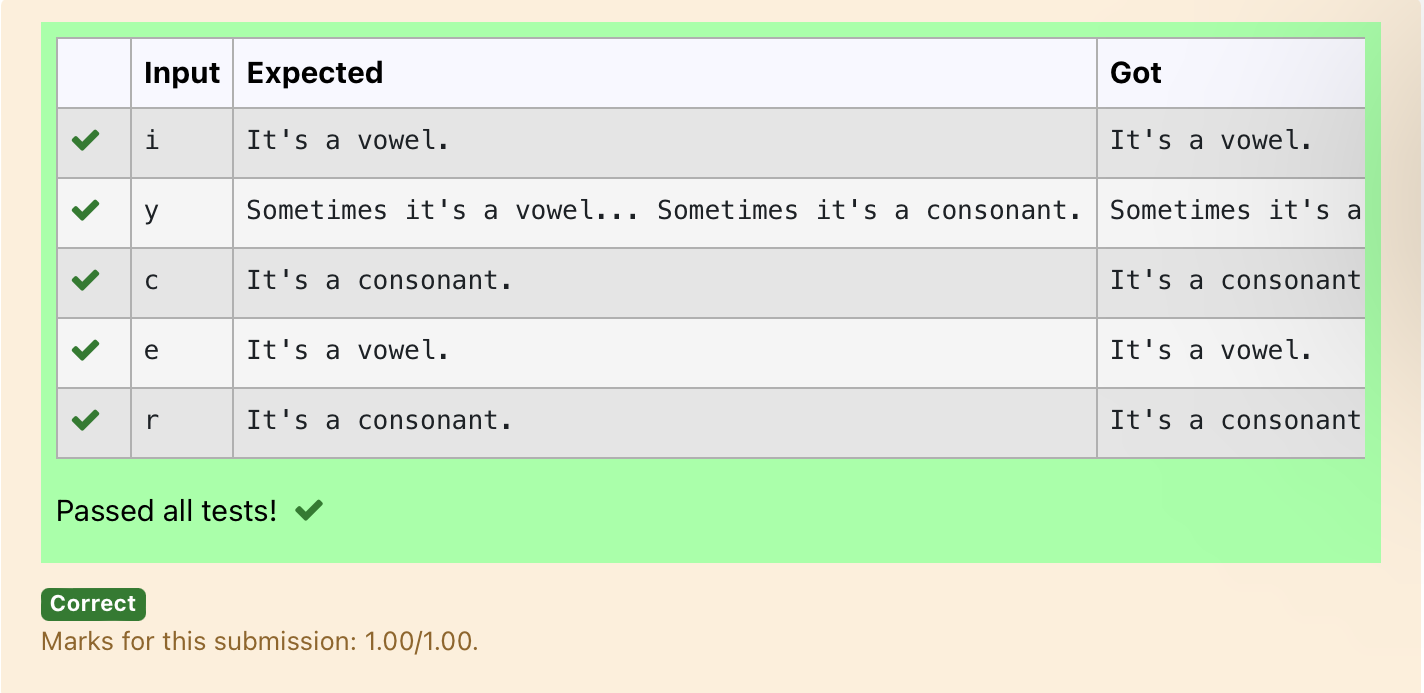 Input Expected Got
i It's a vowel. It's a vowel.
y Sometimes it's a vowel... Sometimes it's a consonant. Sometimes it's a
c It's a consonant. It's a consonant
e It's a vowel. It's a vowel.
r It's a consonant. It's a consonant
Passed all tests!
Correct
Marks for this submission: 1.00/1.00.